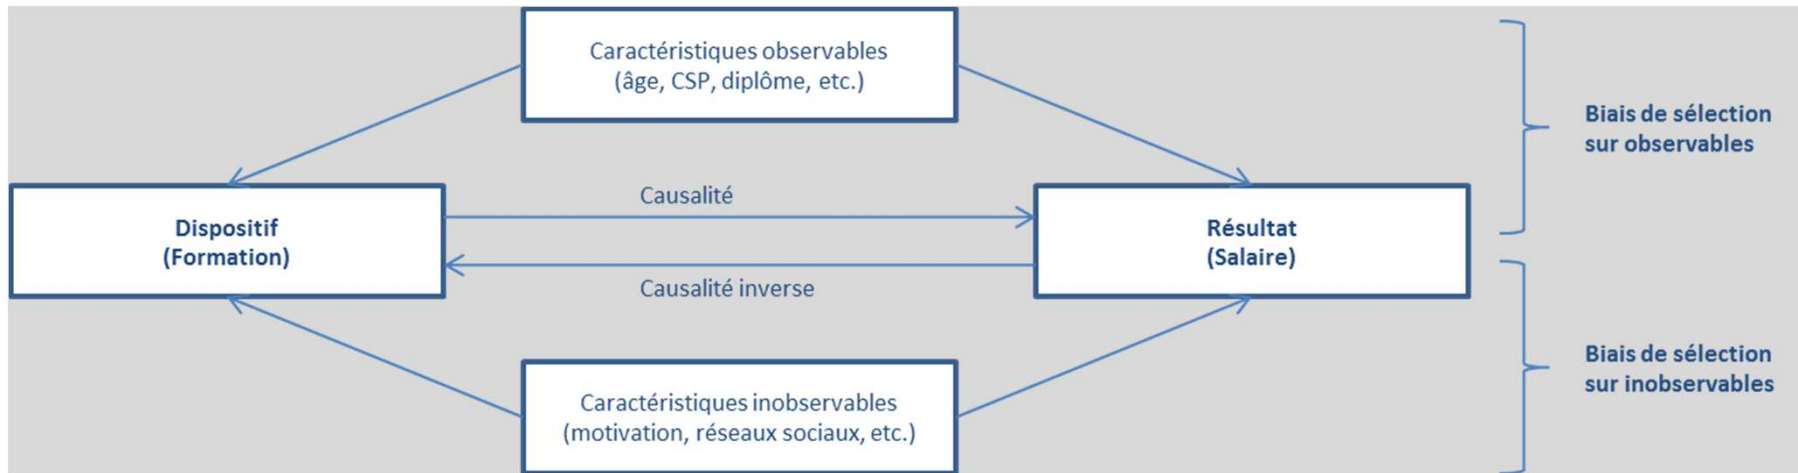 Caractéristiques observables
(âge, CSP, diplôme, etc.)
Biais de sélection
sur observables
Causalité
Dispositif
(Formation)
Résultat
(Salaire)
Causalité inverse
Biais de sélection
sur inobservables
Caractéristiques inobservables
(motivation, réseaux sociaux, etc.)